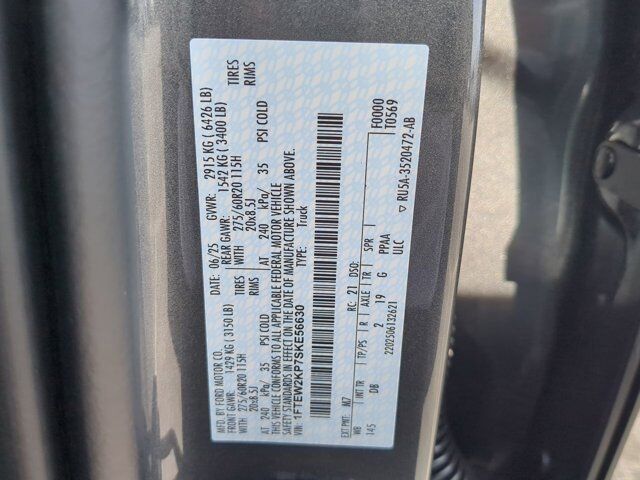 MFD. BY FORD MOTOR CO.
DATE: 06/25 GVWR: 2915 KG ( 6426 LB)
FRONT GAWR: 1429 KG ( 3150 LB) REAR GAWR: 1542 KG ( 3400 LB)
WITH 275/60R20 115H TIRES WITH 275/60R20 115H TIRES
20x8.5J RIMS 20x8.5J RIMS
AT 240 kPa/ 35 PSI COLD AT 240 kPa/ 35 PSI COLD
THIS VEHICLE CONFORMS TO ALL APPLICABLE FEDERAL MOTOR VEHICLE
SAFETY STANDARDS IN EFFECT ON THE DATE OF MANUFACTURE SHOWN ABOVE.
VIN: 1FTEW2KP7SKE56630 TYPE: Truck
F0000
T0569
EXT PNT: M7 RC: 21 DSO:
WB INT TR TP/PS R AXLE TR SPR
145 DB 2 19 G PPAA
ULC
2202506132621
RU5A-3520472-AB